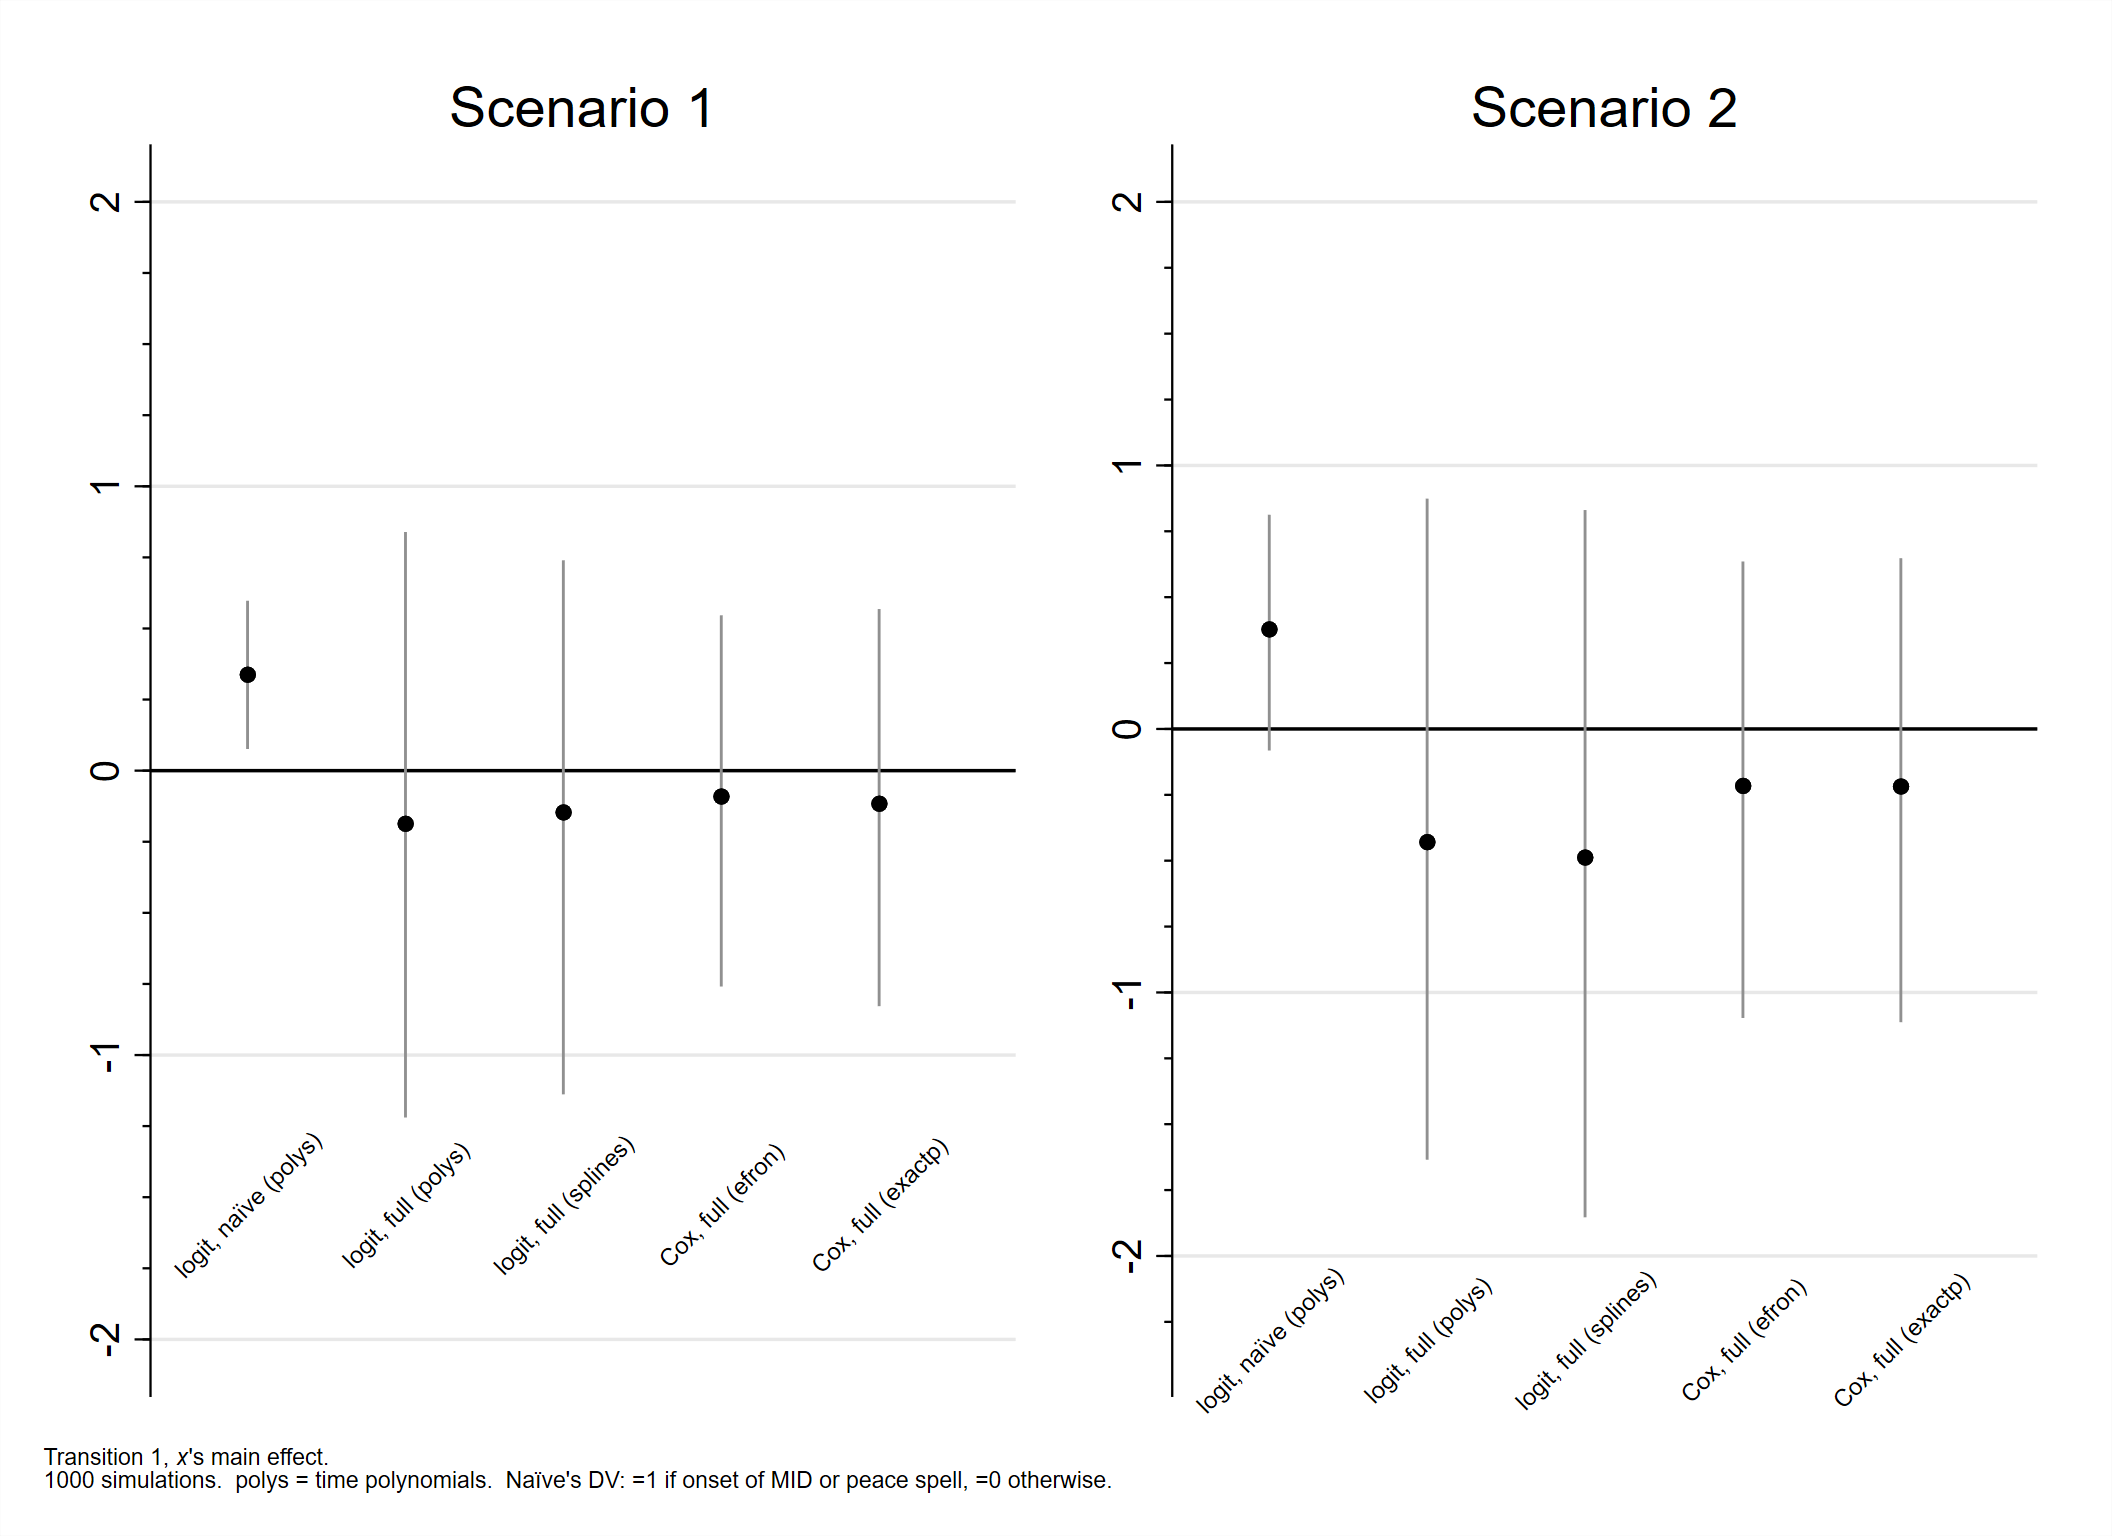 Scenario 1
2
1
0
-1
-2
logit, naïve (polys)
logit, full (polys)
logit, full (splines)
Cox, full (efron)
Cox, full (exactp)
Scenario 2
2
1
0
-1
-2
logit, naïve (polys)
logit, full (polys)
logit, full (splines)
Cox, full (efron)
Cox, full (exactp)
Transition 1, x's main effect.
1000 simulations.  polys = time polynomials.  Naïve's DV: =1 if onset of MID or peace spell, =0 otherwise.